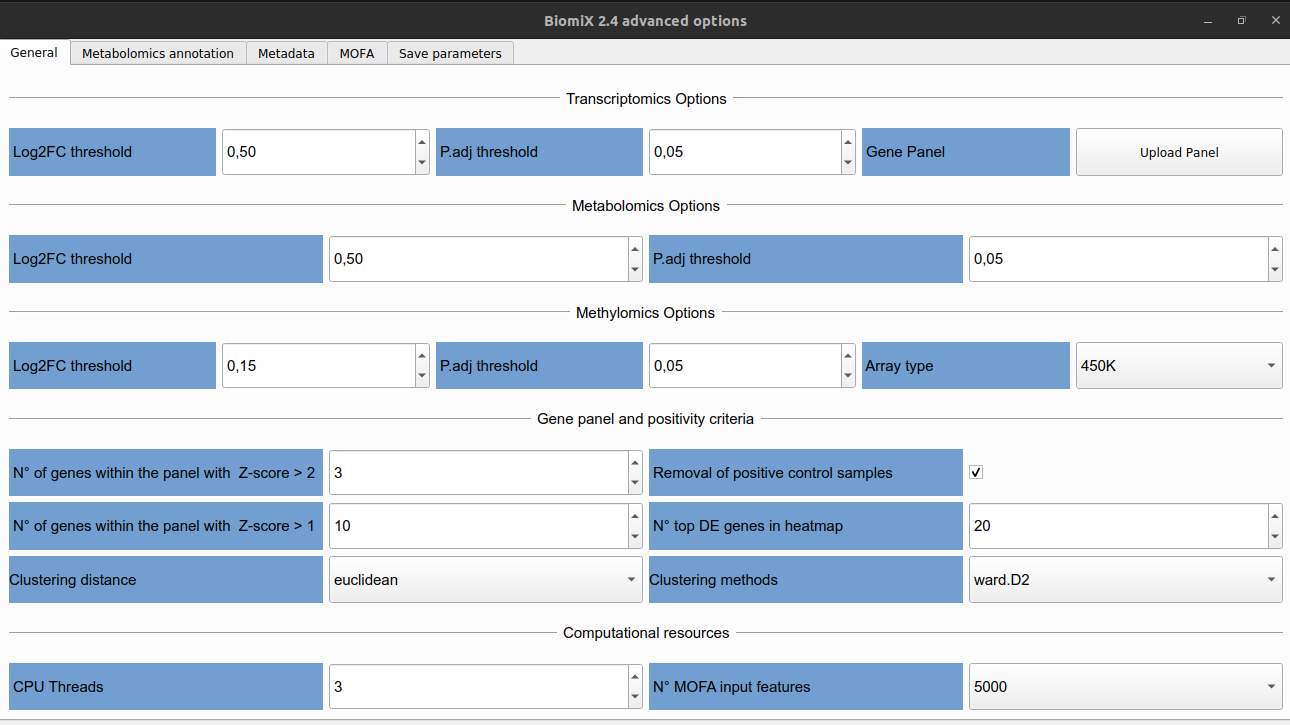 BiomiX 2.4 advanced options
General Metabolomics annotation Metadata MOFA Save parameters
Transcriptomics Options
Log2FC threshold 0,50 P.adj threshold 0,05 Gene Panel Upload Panel
Metabolomics Options
Log2FC threshold 0,50 P.adj threshold 0,05
Methylomics Options
Log2FC threshold 0,15 P.adj threshold 0,05 Array type 450K
Gene panel and positivity criteria
N° of genes within the panel with  Z-score > 2 3 Removal of positive control samples
N° of genes within the panel with  Z-score > 1 10 N° top DE genes in heatmap 20
Clustering distance euclidean Clustering methods ward.D2
Computational resources
CPU Threads 3 N° MOFA input features 5000